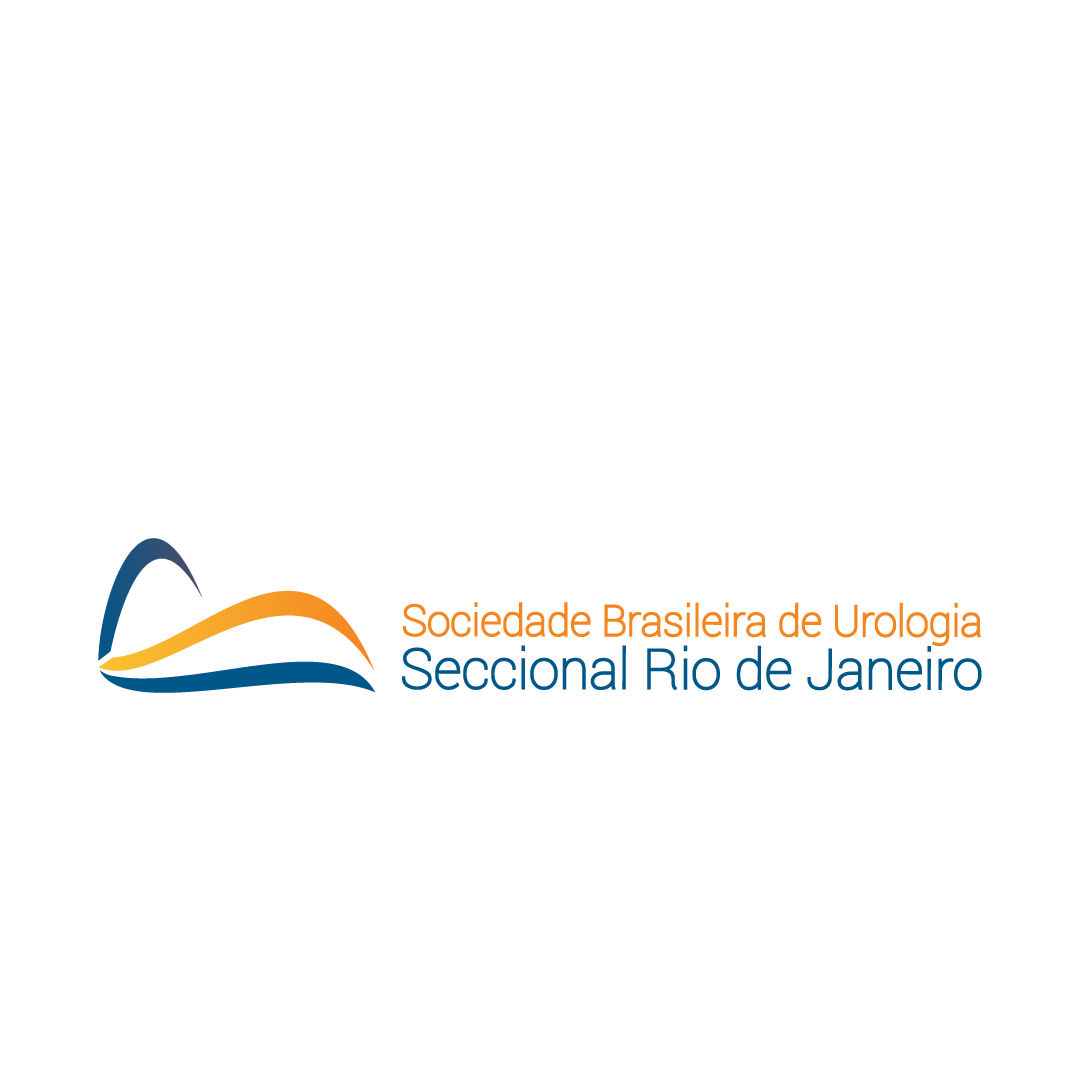 Sociedade Brasileira de Urologia
Seccional Rio de Janeiro